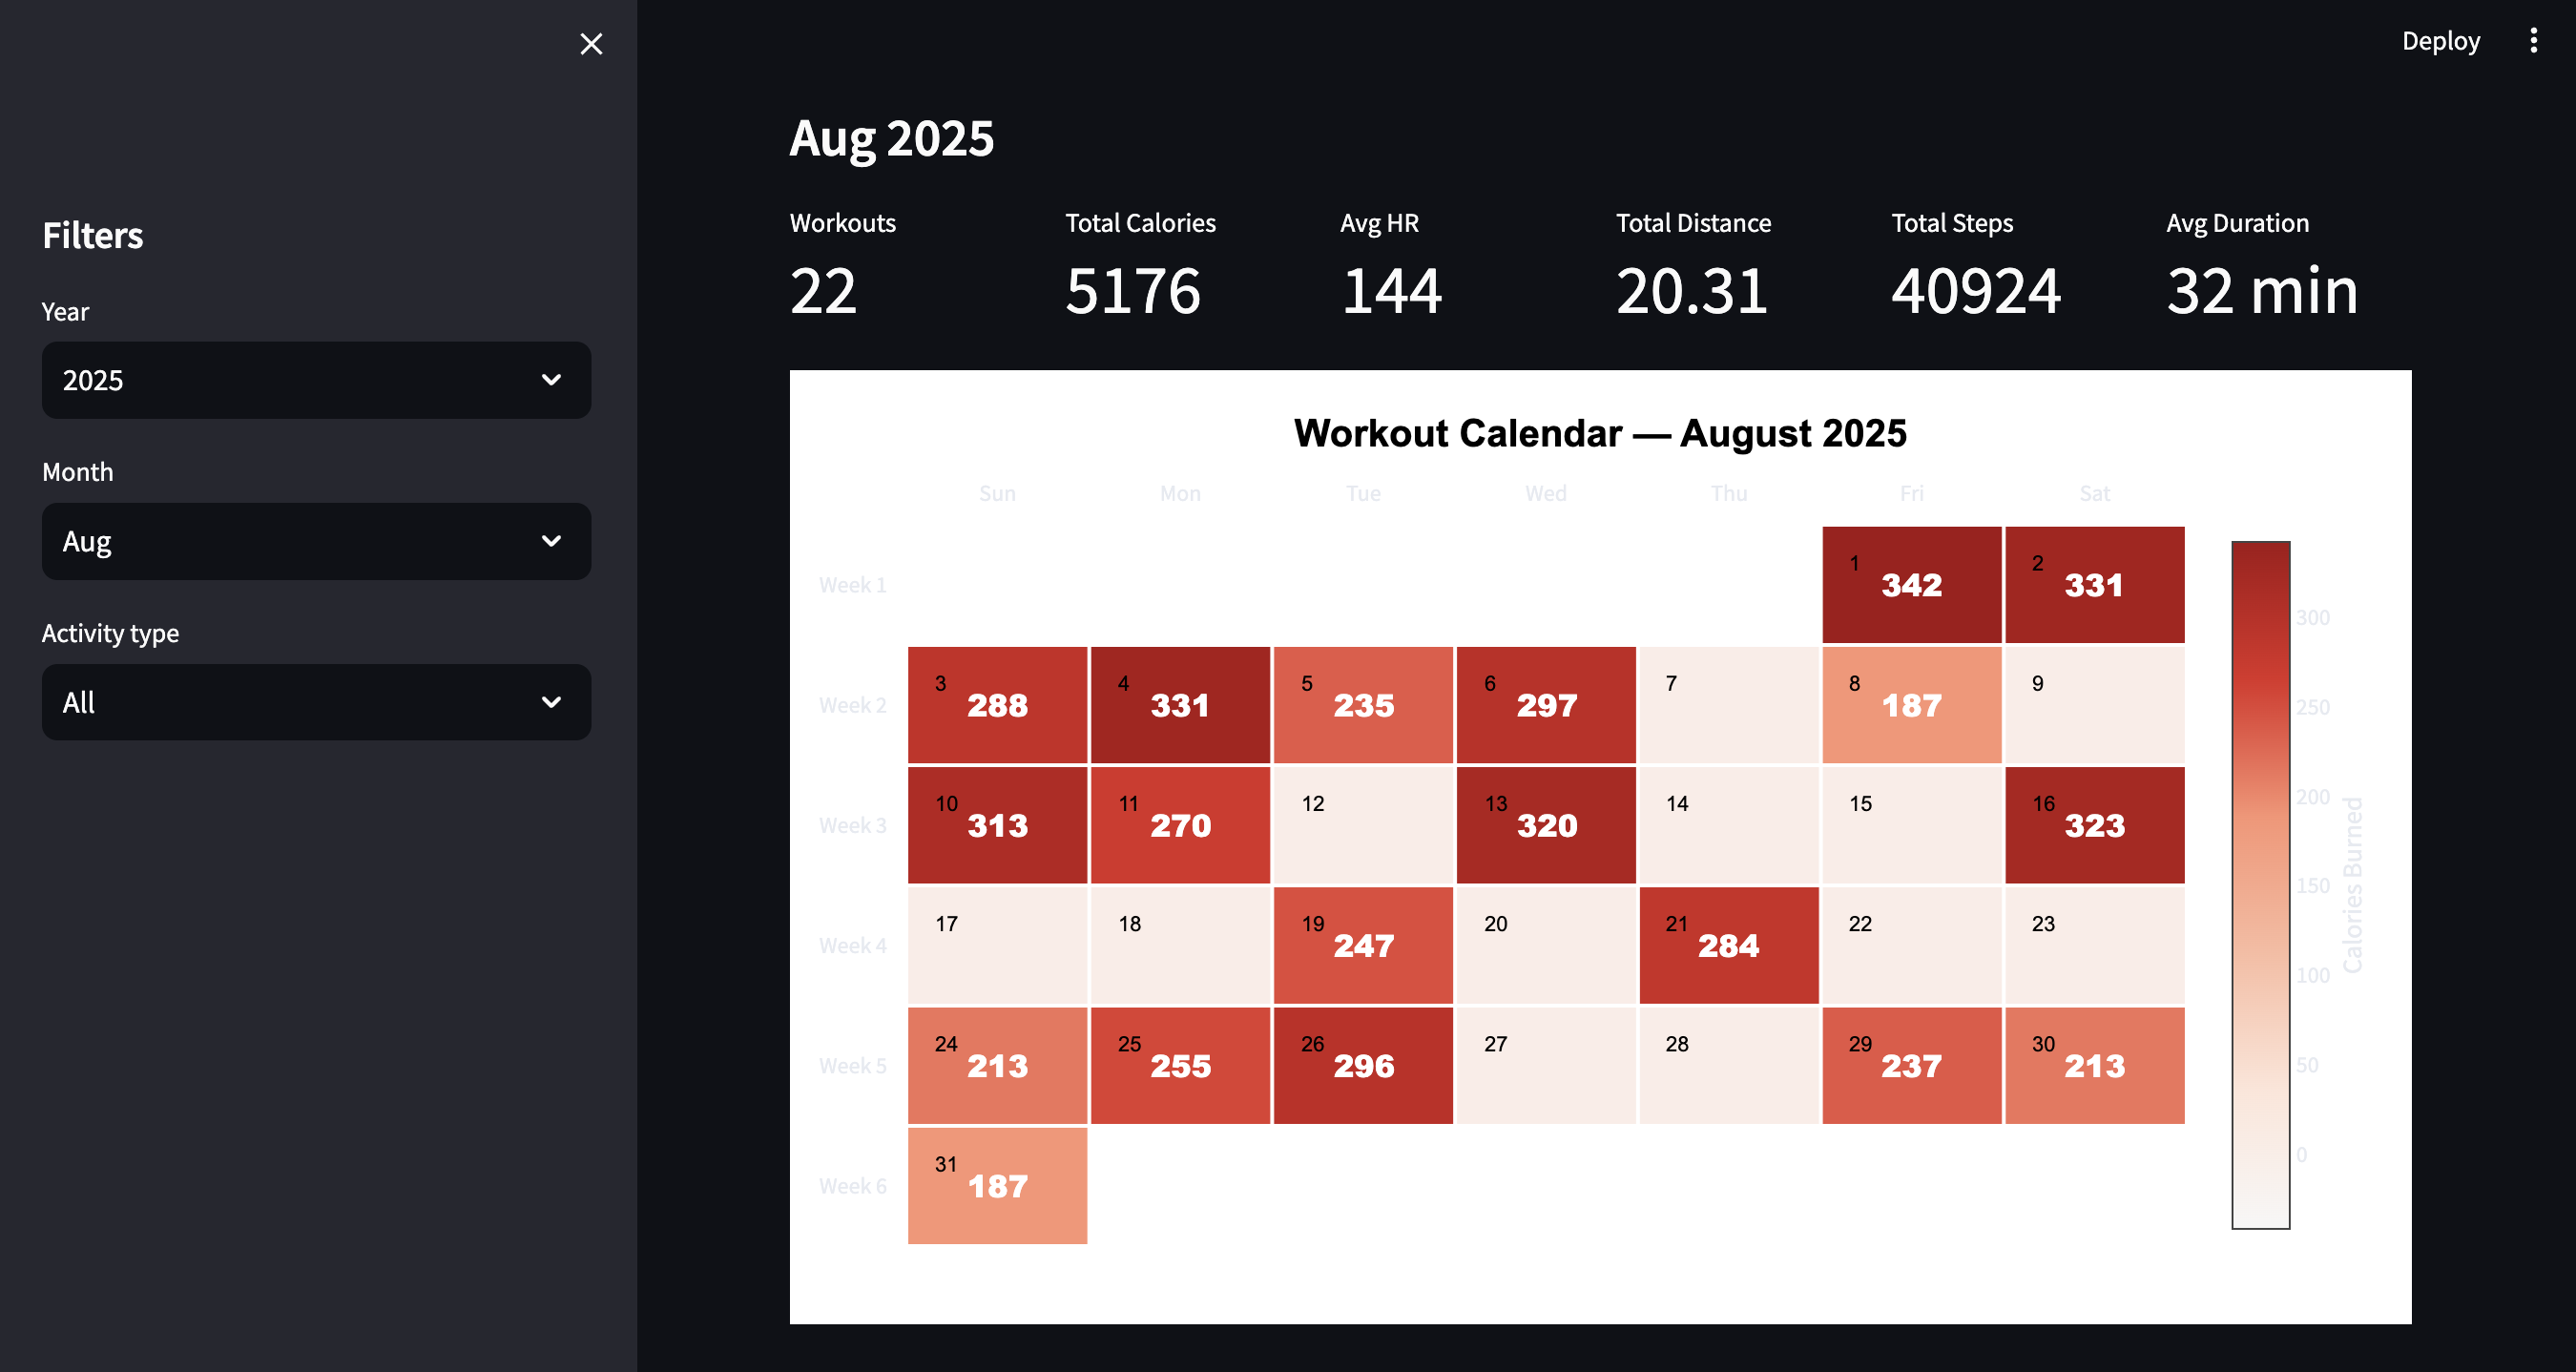 Deploy
Filters
Year
2025
Month
Aug
Activity type
All
Aug 2025
Workouts Total Calories Avg HR Total Distance Total Steps Avg Duration
22 5176 144 20.31 40924 32 min
Workout Calendar — August 2025
Sun Mon Tue Wed Thu Fri Sat
Week 1 1 342 2 331
Week 2 3 288 4 331 5 235 6 297 7 8 187 9
Week 3 10 313 11 270 12 13 320 14 15 16 323
Week 4 17 18 19 247 20 21 284 22 23
Week 5 24 213 25 255 26 296 27 28 29 237 30 213
Week 6 31 187
300
250
200
150
100
50
0
Calories Burned